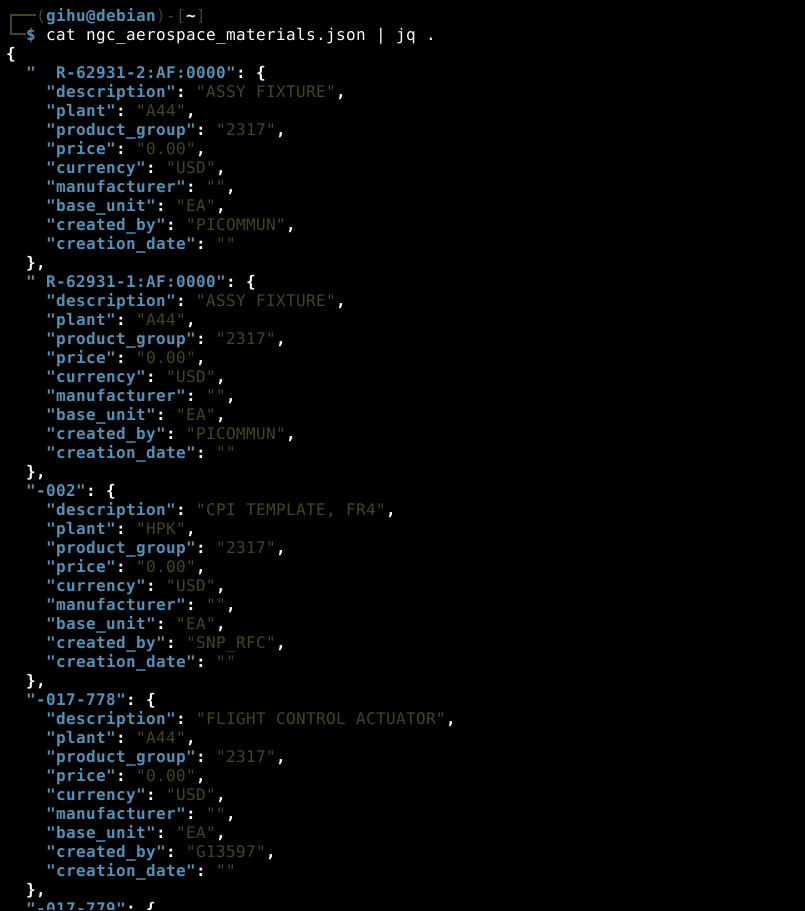 ┌──(gihu@debian)-[~]
└─$ cat ngc_aerospace_materials.json | jq .
{
  "  R-62931-2:AF:0000": {
    "description": "ASSY FIXTURE",
    "plant": "A44",
    "product_group": "2317",
    "price": "0.00",
    "currency": "USD",
    "manufacturer": "",
    "base_unit": "EA",
    "created_by": "PICOMMUN",
    "creation_date": ""
  },
  " R-62931-1:AF:0000": {
    "description": "ASSY FIXTURE",
    "plant": "A44",
    "product_group": "2317",
    "price": "0.00",
    "currency": "USD",
    "manufacturer": "",
    "base_unit": "EA",
    "created_by": "PICOMMUN",
    "creation_date": ""
  },
  "-002": {
    "description": "CPI TEMPLATE, FR4",
    "plant": "HPK",
    "product_group": "2317",
    "price": "0.00",
    "currency": "USD",
    "manufacturer": "",
    "base_unit": "EA",
    "created_by": "SNP_RFC",
    "creation_date": ""
  },
  "-017-778": {
    "description": "FLIGHT CONTROL ACTUATOR",
    "plant": "A44",
    "product_group": "2317",
    "price": "0.00",
    "currency": "USD",
    "manufacturer": "",
    "base_unit": "EA",
    "created_by": "G13597",
    "creation_date": ""
  },
  "-017-779": {